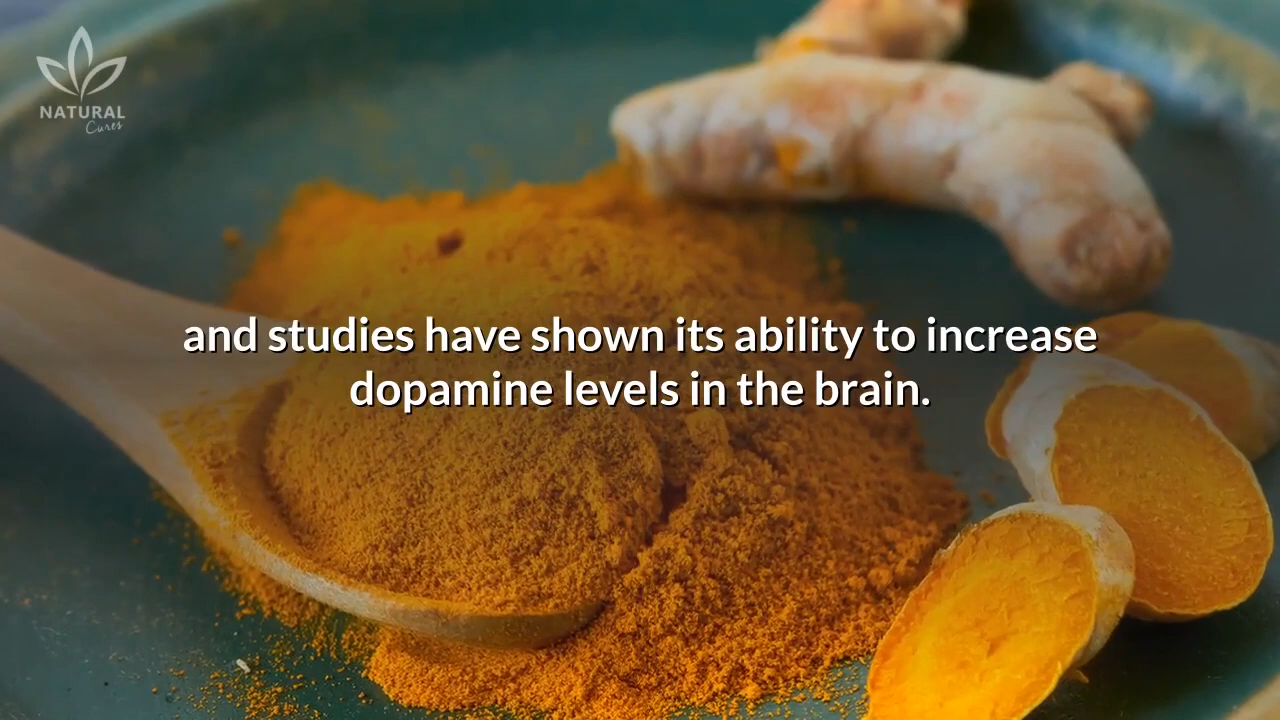 NATURAL
Cures
and studies have shown its ability to increase
dopamine levels in the brain.